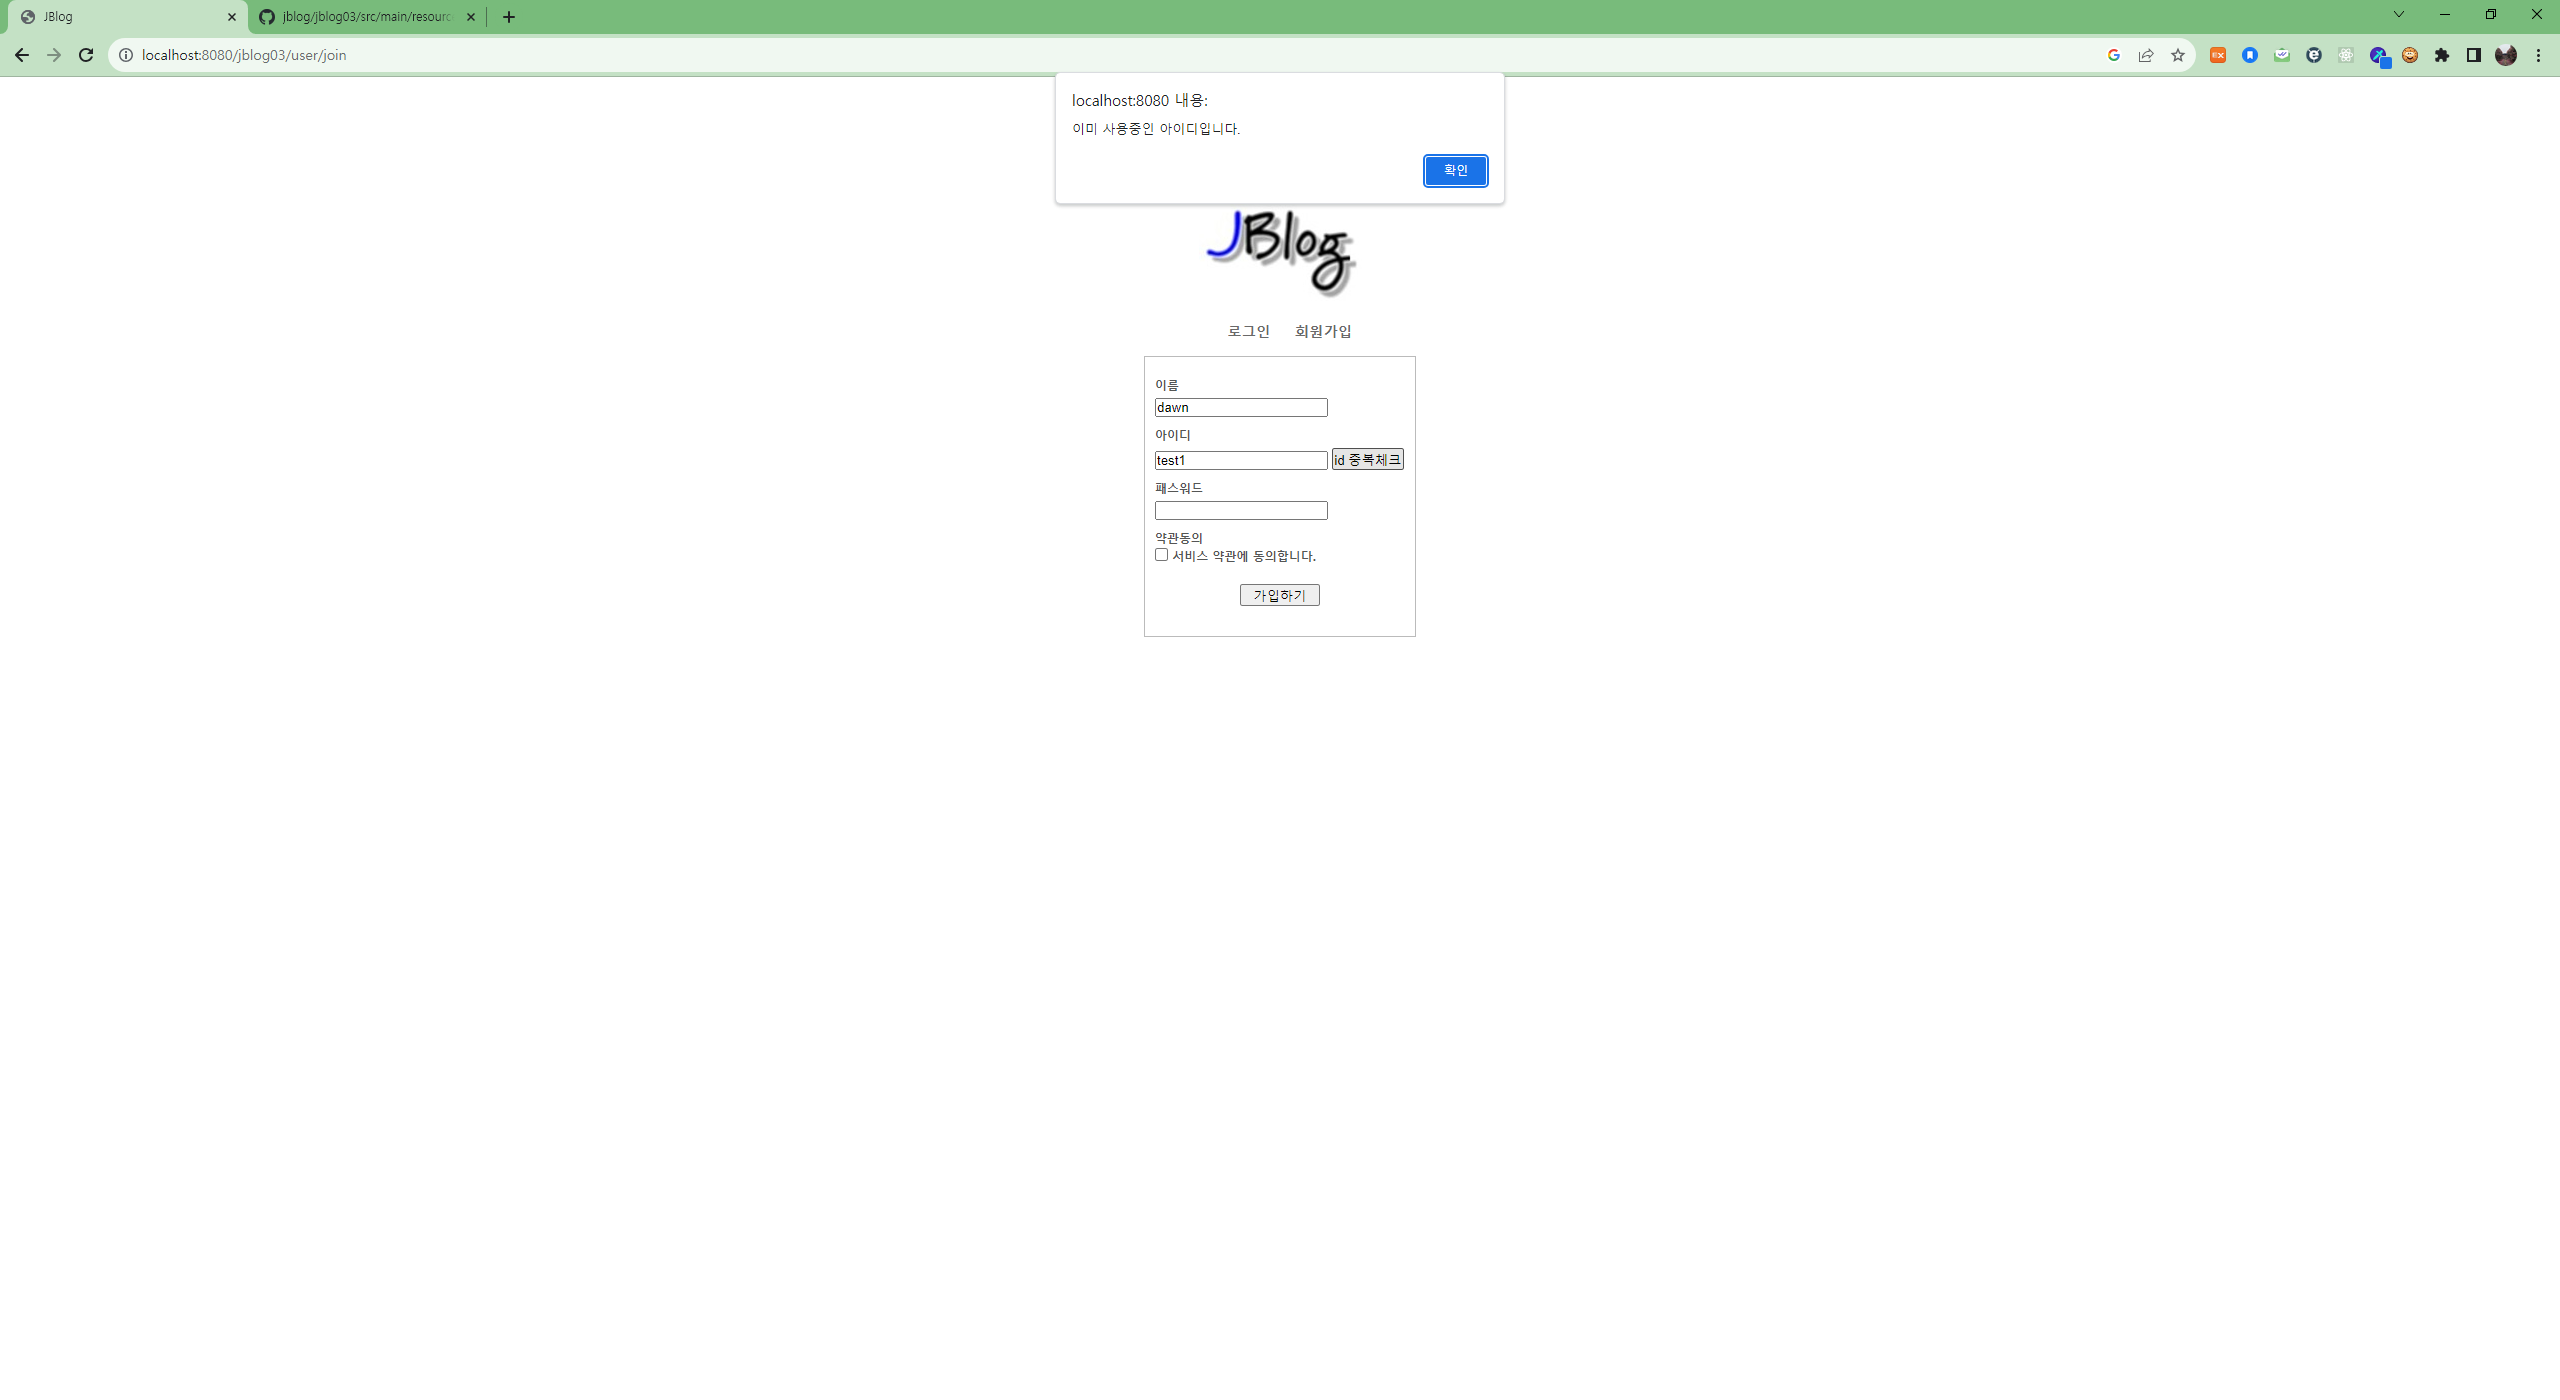 JBlog
jblog/jblog03/src/main/resourc
localhost:8080/jblog03/user/join
localhost:8080 내용:
이미 사용중인 아이디입니다.
확인
JBlog
로그인 회원가입
이름
dawn
아이디
test1 id 중복체크
패스워드
약관동의
서비스 약관에 동의합니다.
가입하기